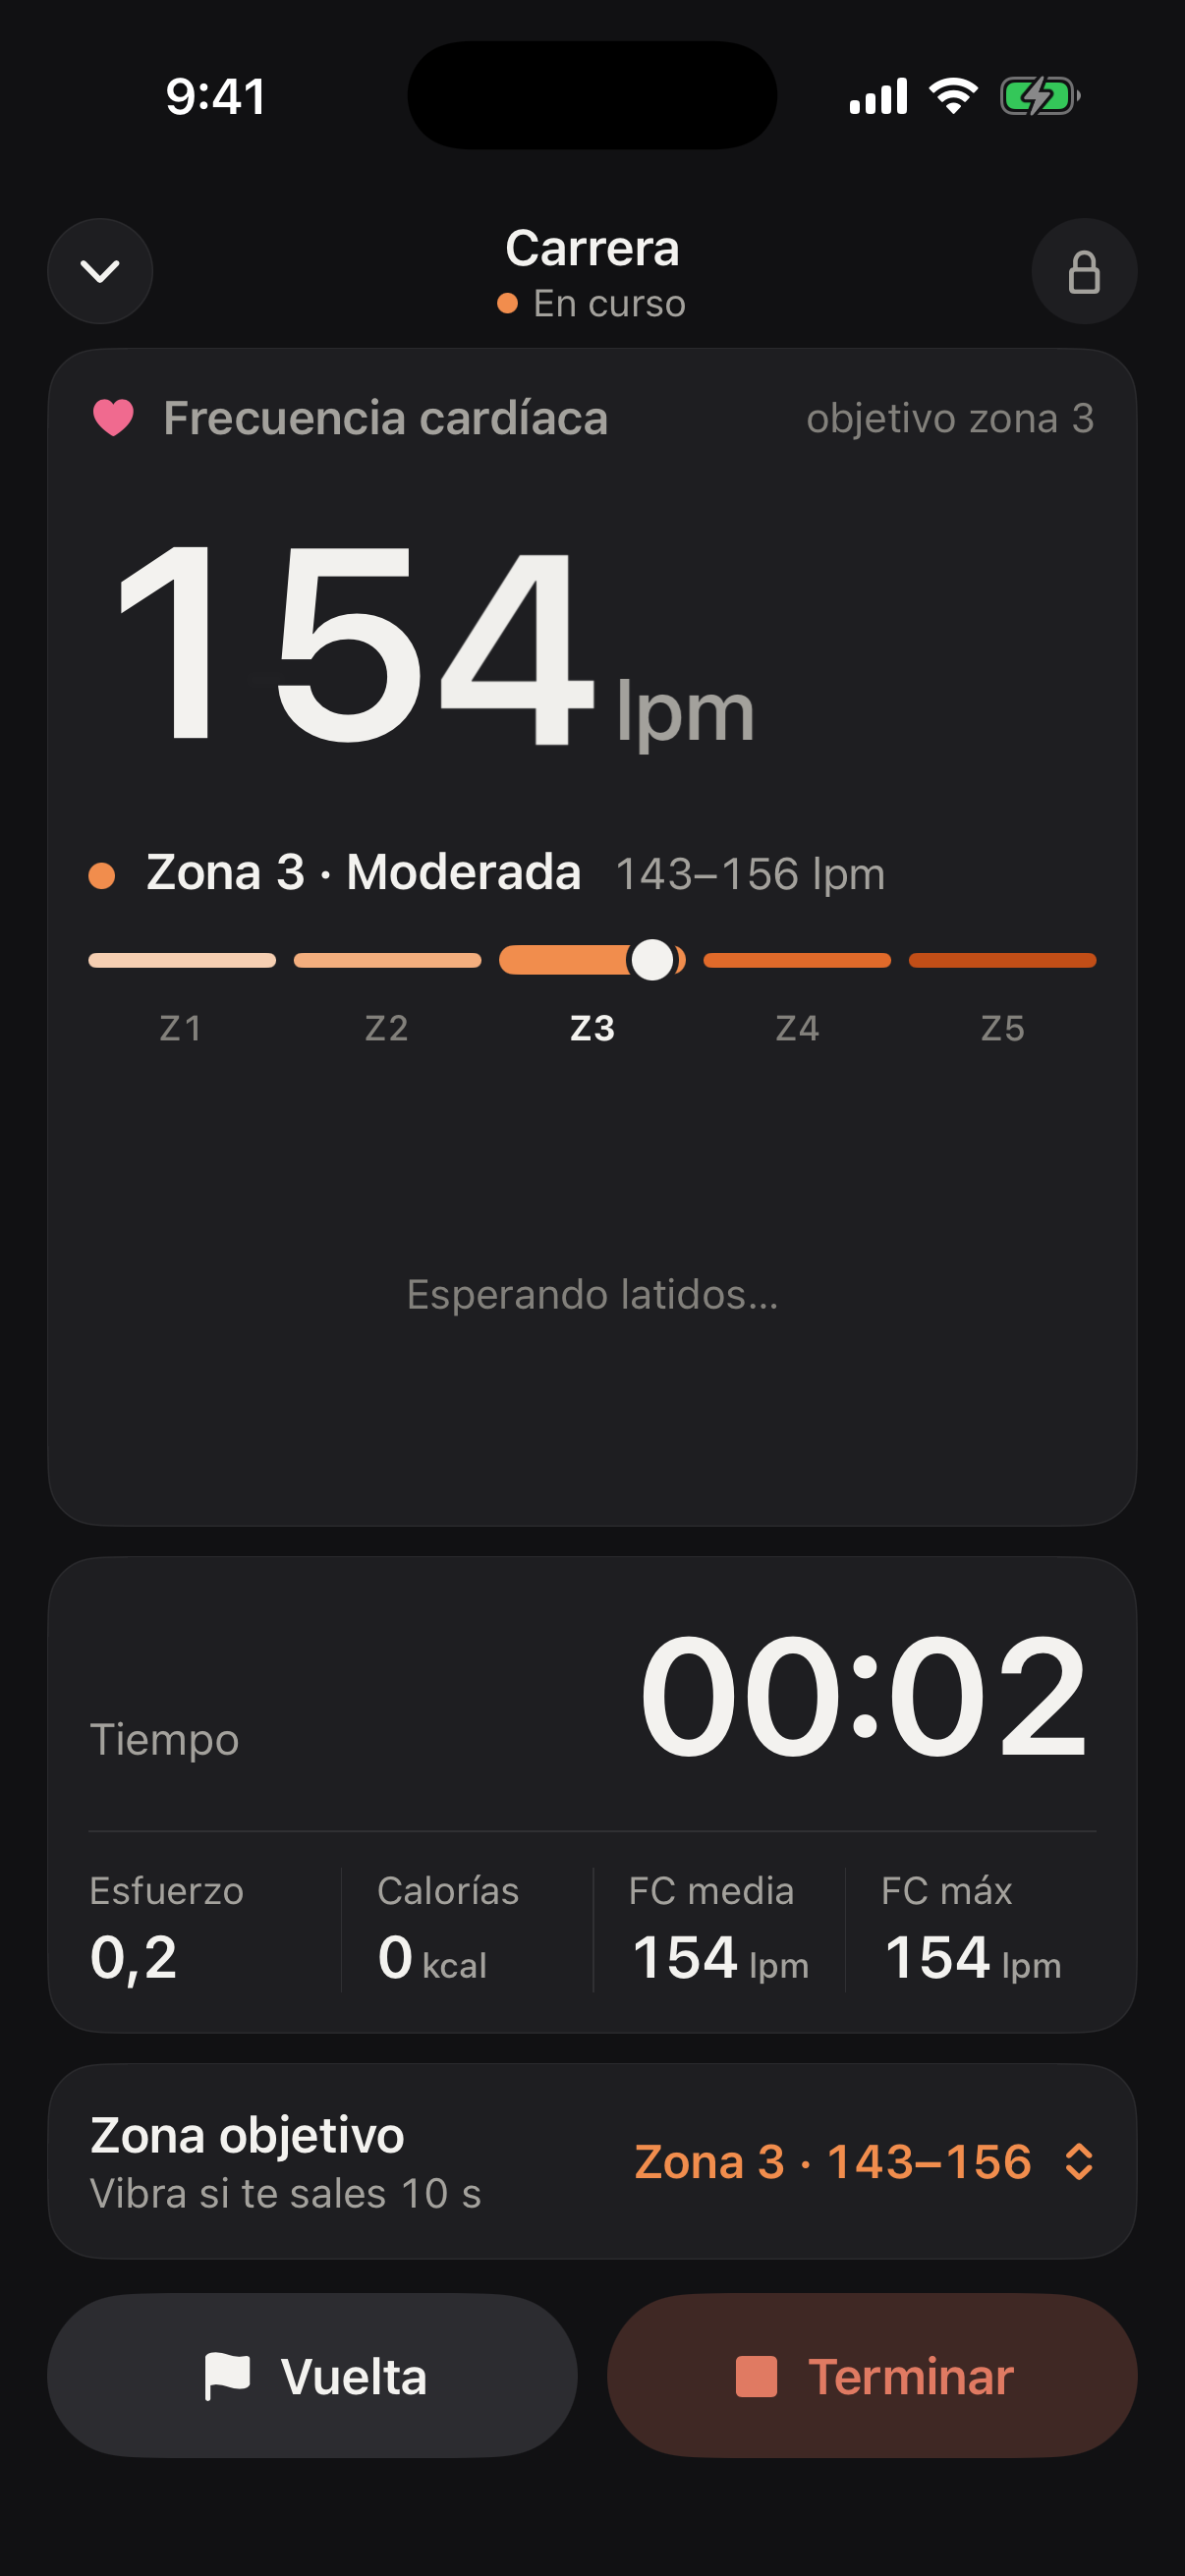 9:41
Carrera
En curso
Frecuencia cardíaca
objetivo zona 3
154 lpm
Zona 3 · Moderada 143–156 lpm
Z1 Z2 Z3 Z4 Z5
Esperando latidos...
Tiempo 00:02
Esfuerzo Calorías FC media FC máx
0,2 0 kcal 154 lpm 154 lpm
Zona objetivo
Vibra si te sales 10 s
Zona 3 · 143–156
Vuelta Terminar